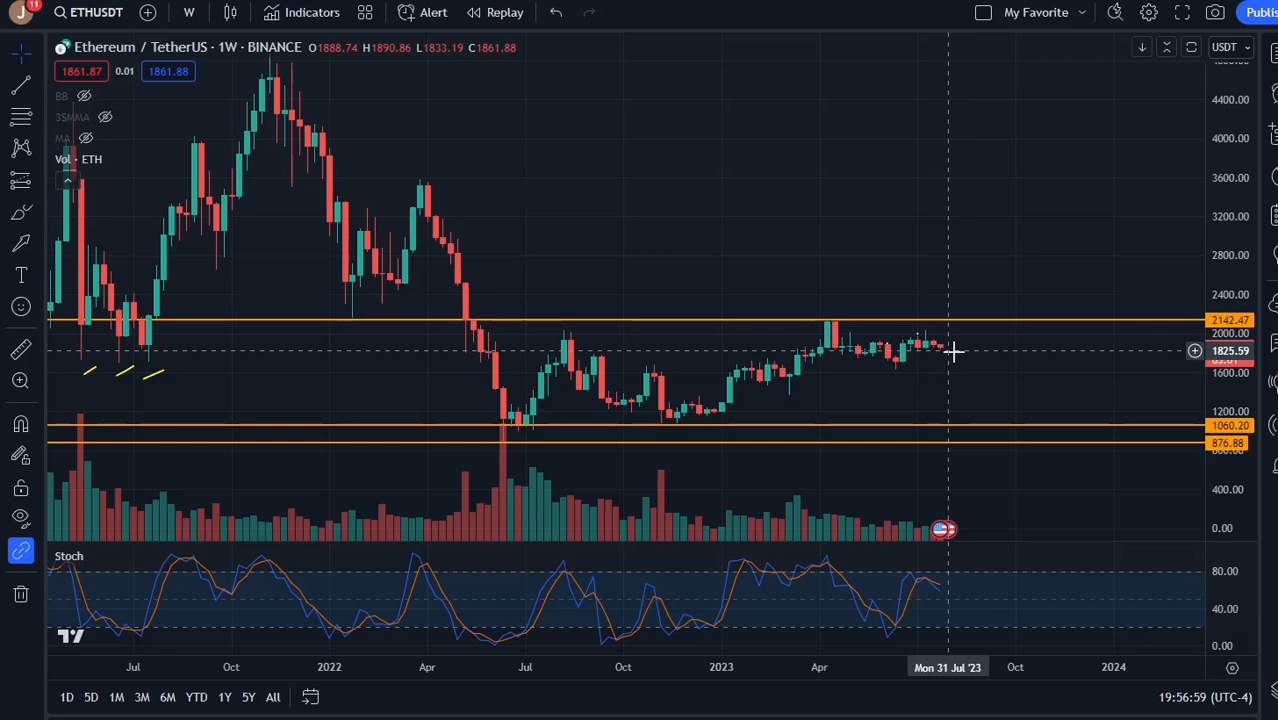 J 11 ETHUSDT W Indicators Alert Replay My Favorite Publis
Ethereum / TetherUS · 1W · BINANCE O1888.74 H1890.86 L1833.19 C1861.88 USDT
1861.87 0.01 1861.88
BB
3SMMA
MA
Vol · ETH
4400.00
4000.00
3600.00
3200.00
2800.00
2400.00
2142.47
2000.00
1825.59
1600.00
1200.00
1060.20
876.88
800.00
400.00
0.00
Stoch
80.00
40.00
0.00
Jul Oct 2022 Apr Jul Oct 2023 Apr Mon 31 Jul '23 Oct 2024
1D 5D 1M 3M 6M YTD 1Y 5Y All 19:56:59 (UTC-4)